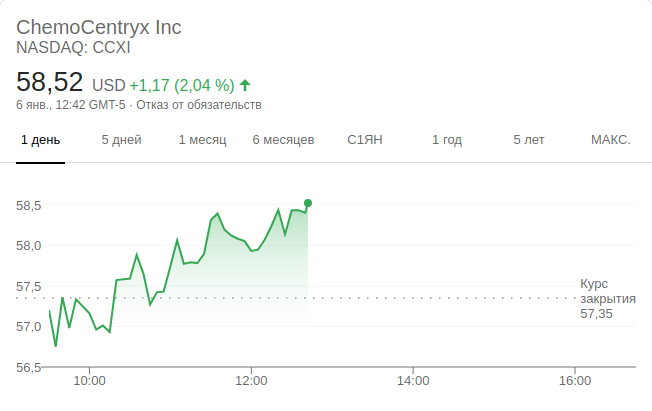 ChemoCentryx Inc
NASDAQ: CCXI
58,52 USD +1,17 (2,04 %)
6 янв., 12:42 GMT-5 · Отказ от обязательств
1 день 5 дней 1 месяц 6 месяцев С1ЯН 1 год 5 лет МАКС.
58,5
58,0
57,5
57,0
56,5
Курс
закрытия
57,35
10:00 12:00 14:00 16:00